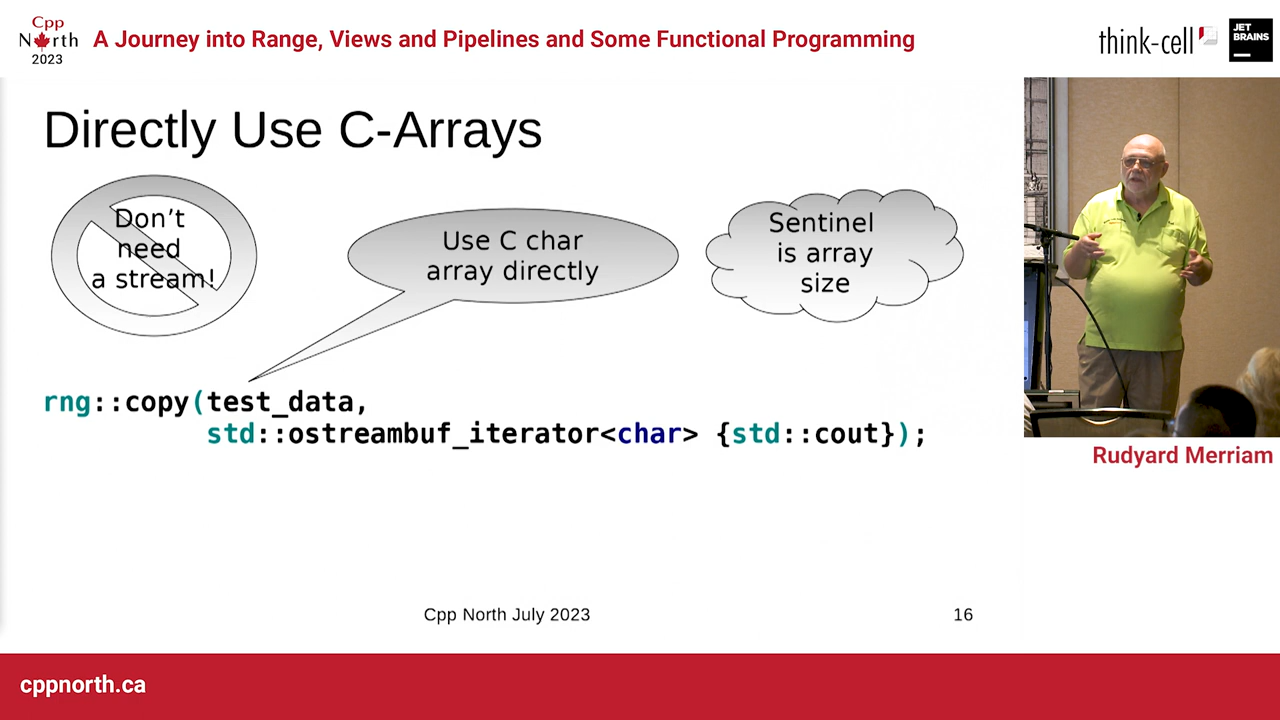 Cpp
North
2023
A Journey into Range, Views and Pipelines and Some Functional Programming
think-cell
JET
BRAINS
Directly Use C-Arrays
Don't
need
a stream!
Use C char
array directly
Sentinel
is array
size
rng::copy(test_data,
std::ostreambuf_iterator<char> {std::cout});
Cpp North July 2023
16
Rudyard Merriam
cppnorth.ca